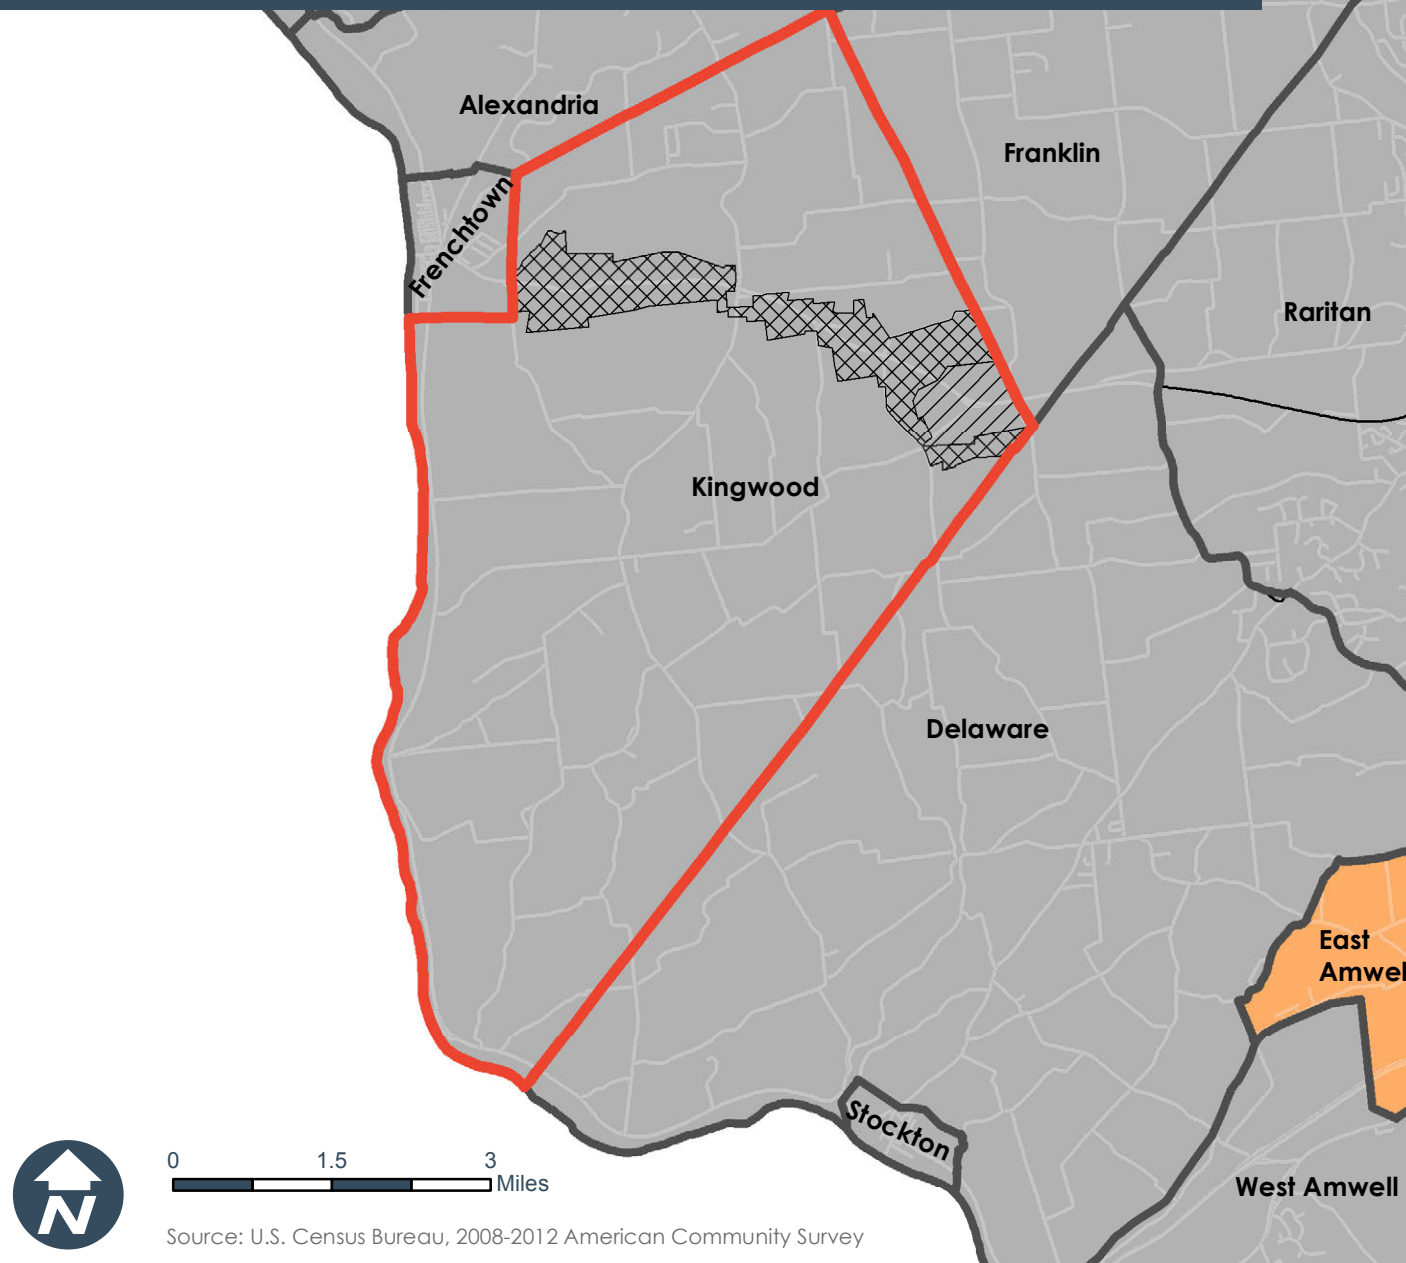 Alexandria
Franklin
Frenchtown
Raritan
Kingwood
Delaware
East
Amwel
Stockton
West Amwell
N
0 1.5 3
Miles
Source: U.S. Census Bureau, 2008-2012 American Community Survey